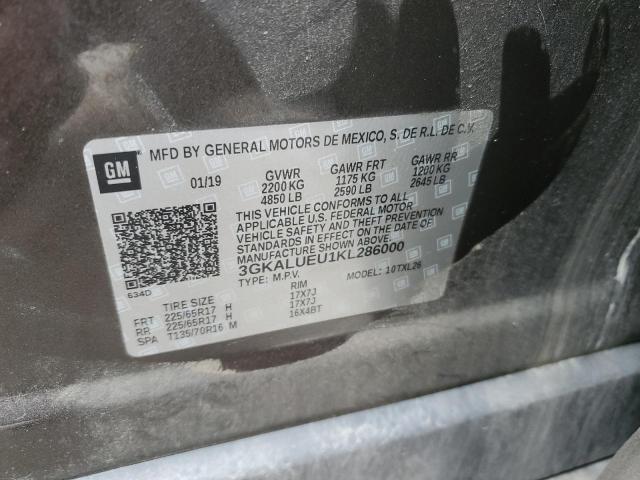 GM
MFD BY GENERAL MOTORS DE MEXICO, S. DE R.L. DE C.V.
01/19 GVWR GAWR FRT GAWR RR
2200 KG 1175 KG 1200 KG
4850 LB 2590 LB 2645 LB
THIS VEHICLE CONFORMS TO ALL
APPLICABLE U.S. FEDERAL MOTOR
VEHICLE SAFETY, BUMPER, AND THEFT
PREVENTION STANDARDS IN EFFECT ON THE DATE OF
MANUFACTURE SHOWN ABOVE.
3GKALUEU1KL286000
TYPE: M.P.V. MODEL: 10TXL26
634D
TIRE SIZE RIM
FRT 225/65R17 H 17X7J
RR 225/65R17 H 17X7J
SPA T135/70R16 M 16X4BT